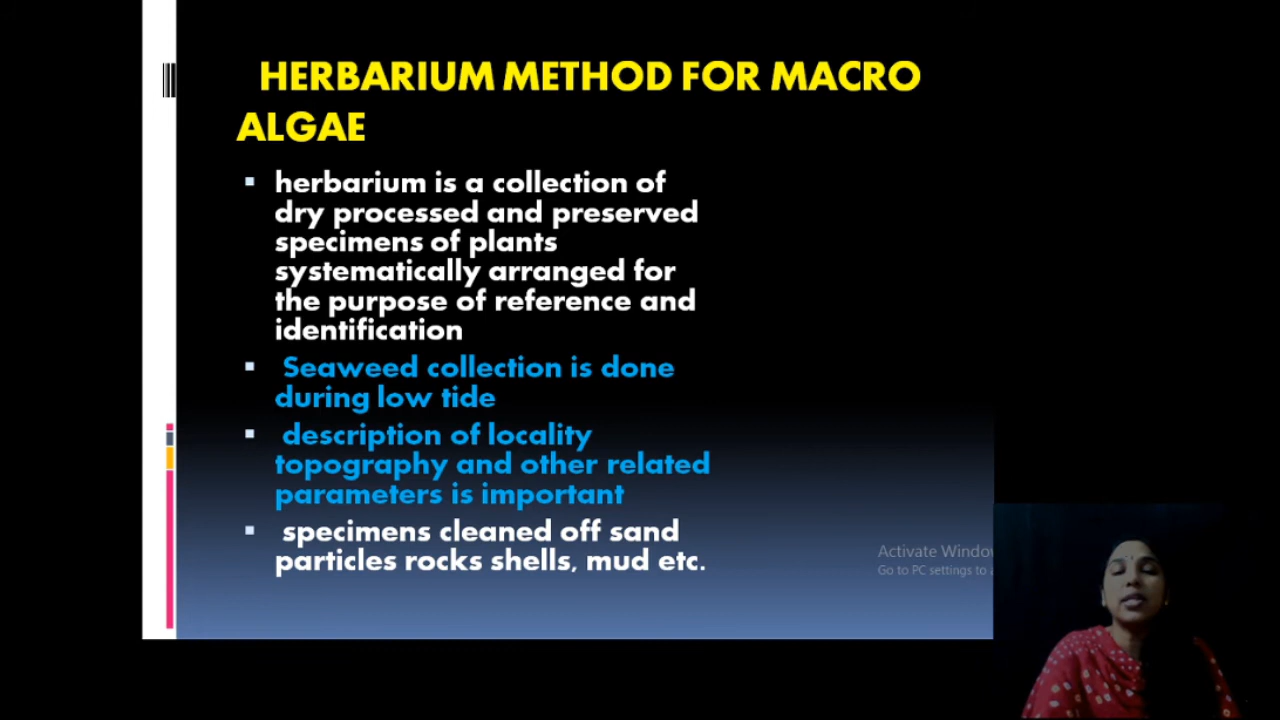 HERBARIUM METHOD FOR MACRO
ALGAE
herbarium is a collection of
dry processed and preserved
specimens of plants
systematically arranged for
the purpose of reference and
identification
Seaweed collection is done
during low tide
description of locality
topography and other related
parameters is important
specimens cleaned off sand
particles rocks shells, mud etc.
Activate Windo
Go to PC settings to